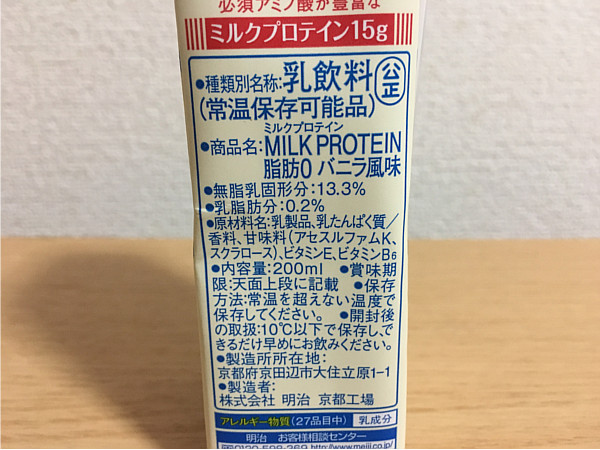 必須アミノ酸が豊富な
ミルクプロテイン15g
●種類別名称:乳飲料 公正
(常温保存可能品)
ミルクプロテイン
●商品名:MILK PROTEIN
脂肪0 バニラ風味
●無脂乳固形分:13.3%
●乳脂肪分:0.2%
●原材料名:乳製品、乳たんぱく質／
香料、甘味料(アセスルファムK、
スクラロース)、ビタミンE、ビタミンB6
●内容量:200ml ●賞味期
限:天面上段に記載 ●保存
方法:常温を超えない温度で
保存してください。 ●開封後
の取扱:10℃以下で保存し、で
きるだけ早めにお飲みください。
●製造所所在地:
京都府京田辺市大住立原1-1
●製造者:
株式会社 明治 京都工場
アレルギー物質(27品目中) 乳成分
明治 お客様相談センター
0120-598-369 http://www.meiji.co.jp/